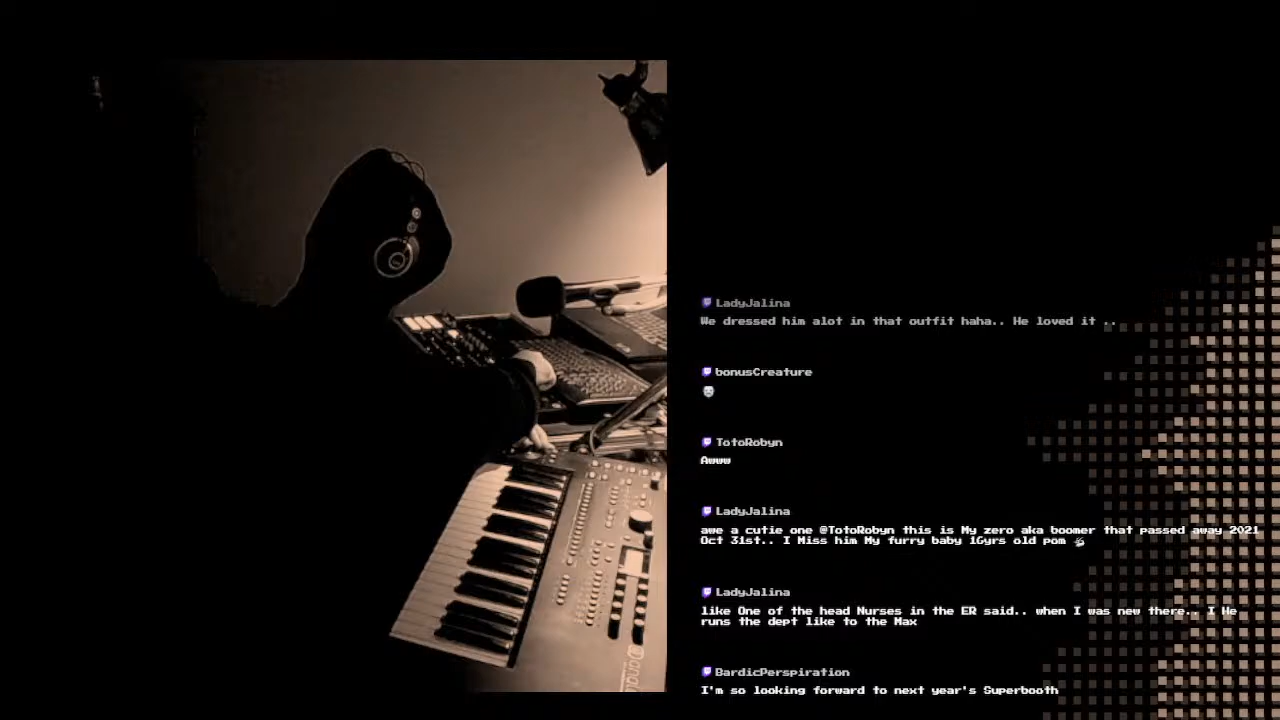 LadyJalina
We dressed him alot in that outfit haha.. He loved it ..
bonusCreature
TotoRobyn
Awww
LadyJalina
awe a cutie one @TotoRobyn this is My zero aka boomer that passed away 2021
Oct 31st.. I Miss him My furry baby 16yrs old pom
LadyJalina
like One of the head Nurses in the ER said.. when I was new there.. I He
runs the dept like to the Max
BardicPerspiration
I'm so looking forward to next year's Superbooth